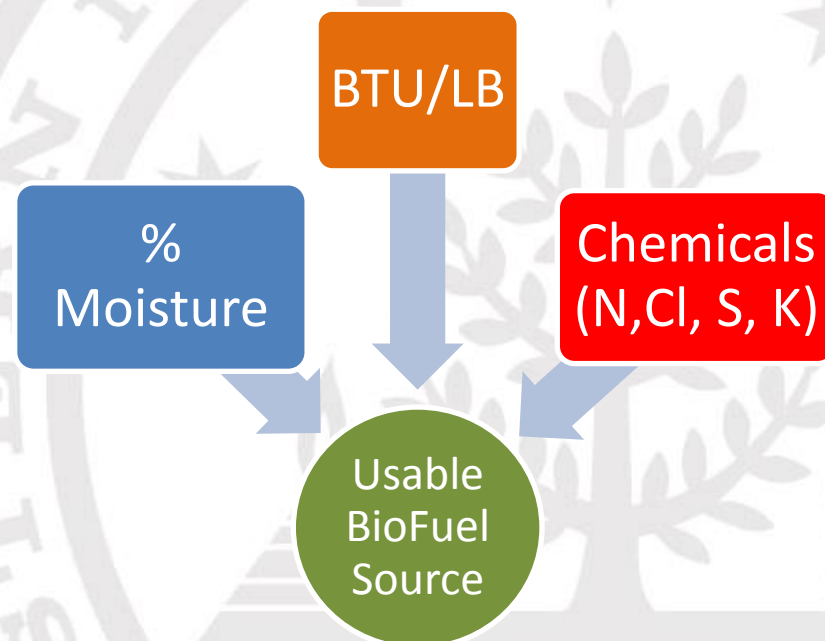 BTU/LB
%
Moisture
Chemicals
(N,Cl, S, K)
Usable
BioFuel
Source